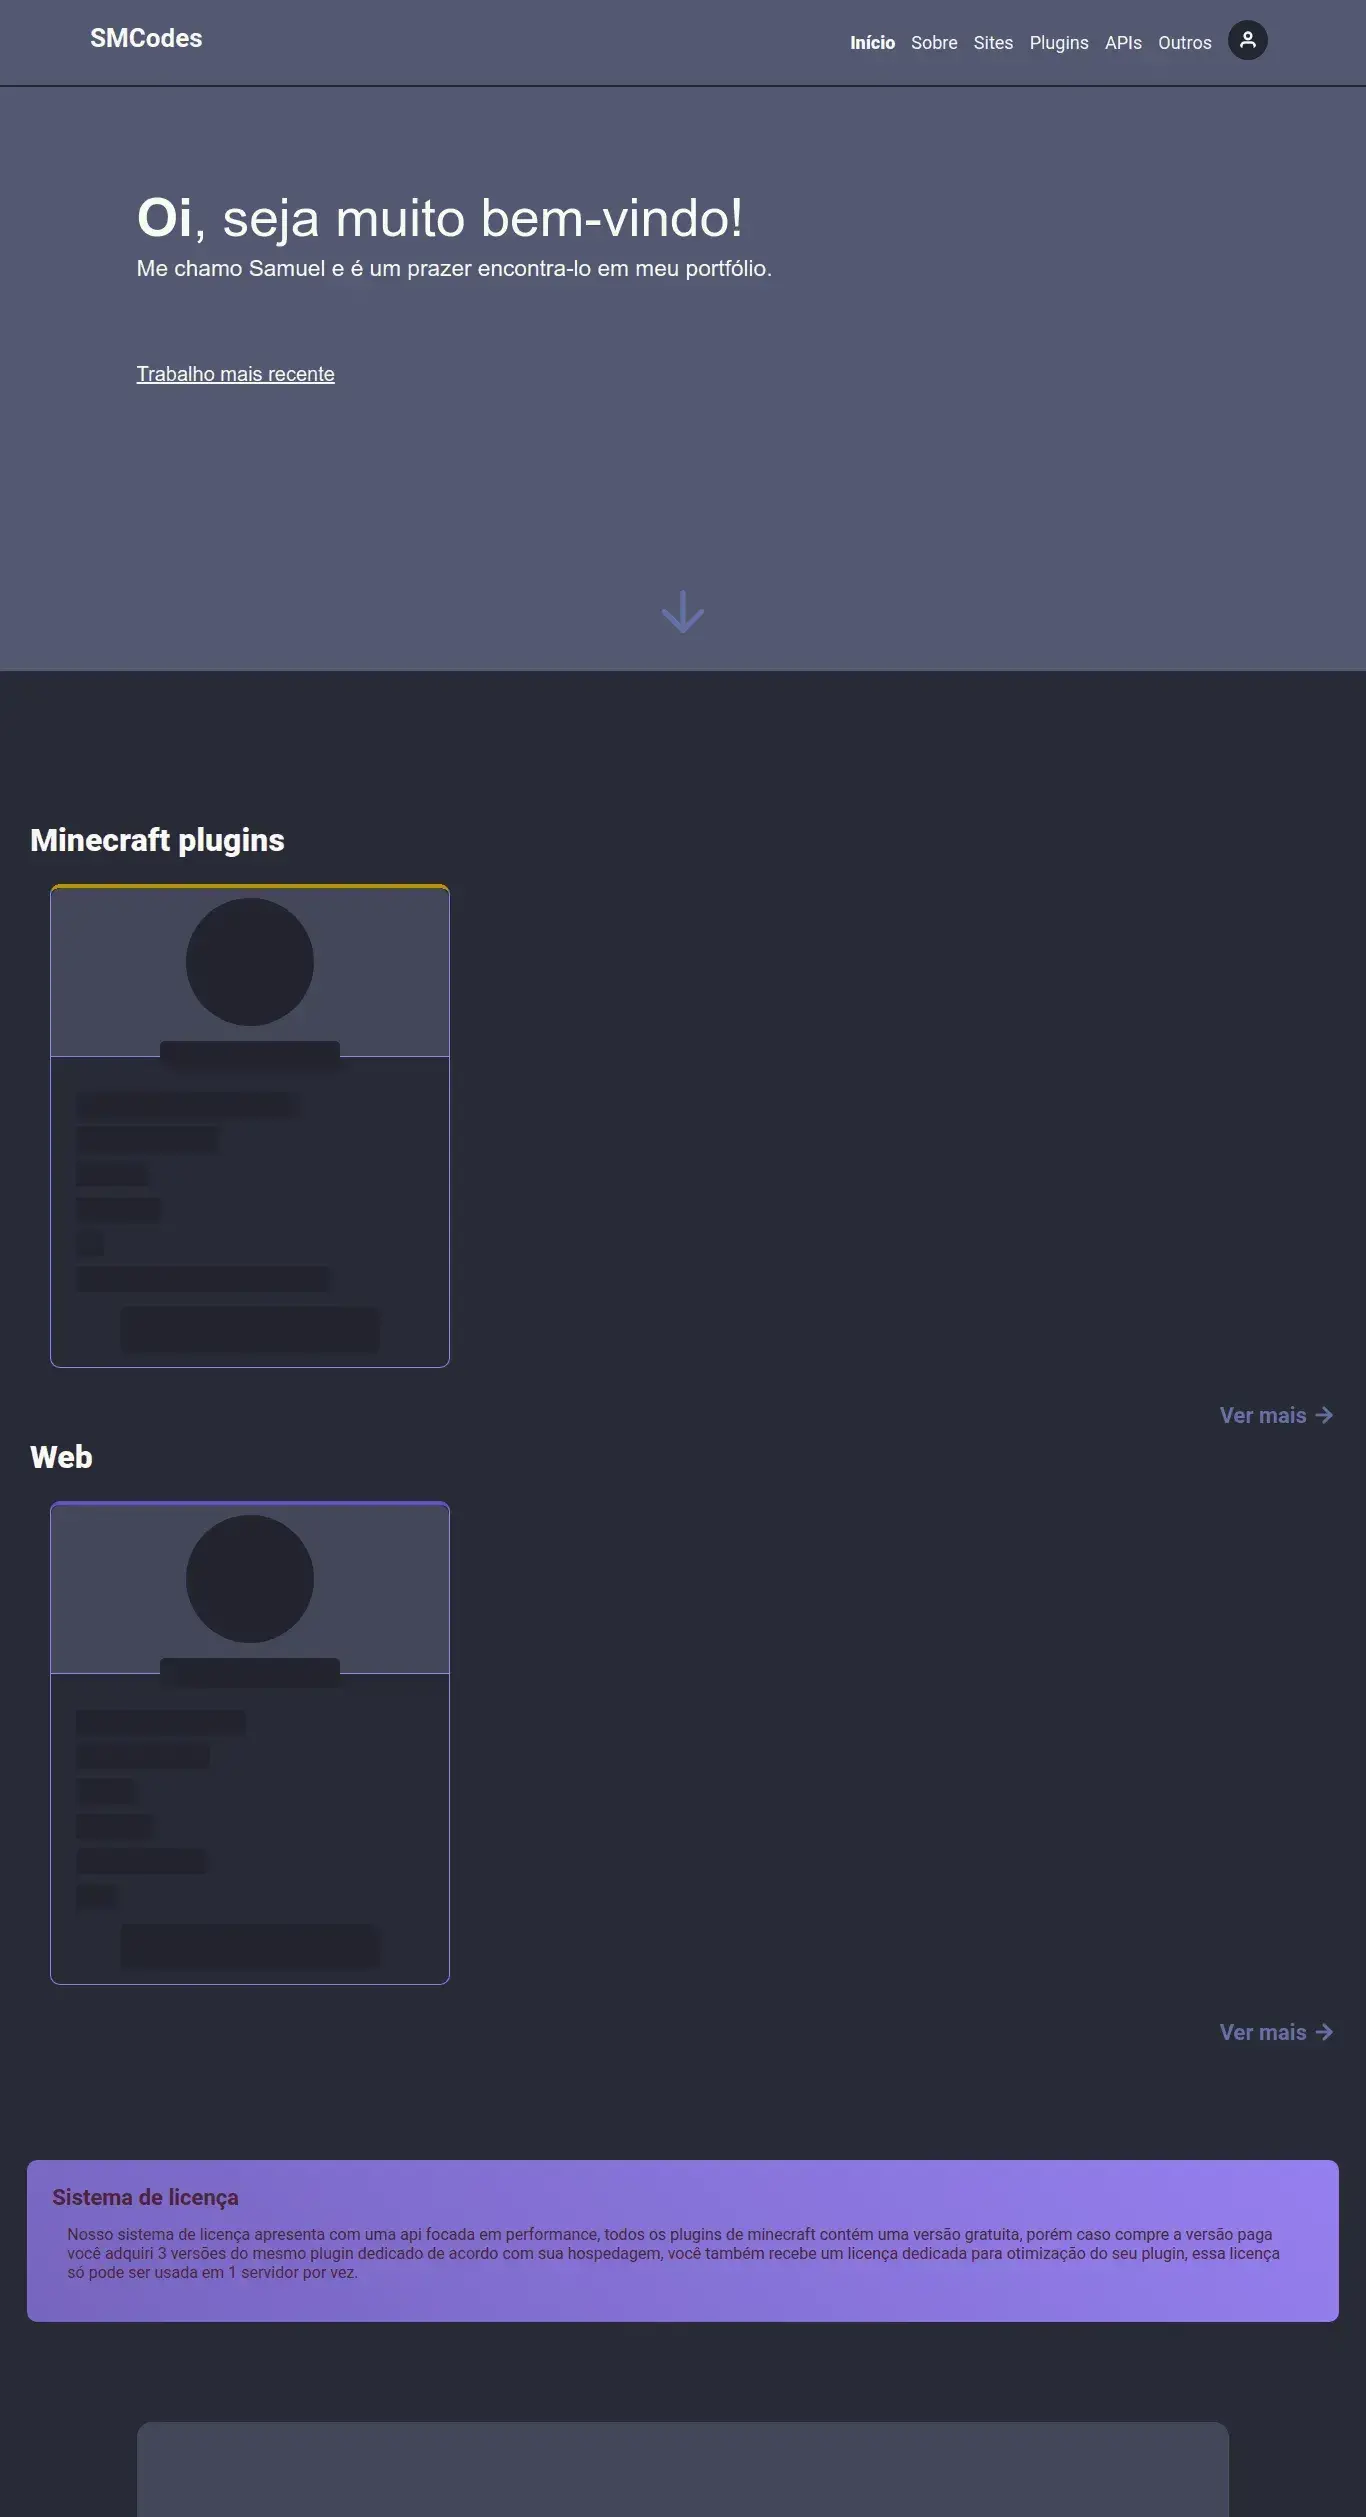 SMCodes
Início Sobre Sites Plugins APIs Outros
Oi, seja muito bem-vindo!
Me chamo Samuel e é um prazer encontra-lo em meu portfólio.
Trabalho mais recente
Minecraft plugins
Ver mais
Web
Ver mais
Sistema de licença
Nosso sistema de licença apresenta com uma api focada em performance, todos os plugins de minecraft contém uma versão gratuita, porém caso compre a versão paga
você adquiri 3 versões do mesmo plugin dedicado de acordo com sua hospedagem, você também recebe um licença dedicada para otimização do seu plugin, essa licença
só pode ser usada em 1 servidor por vez.